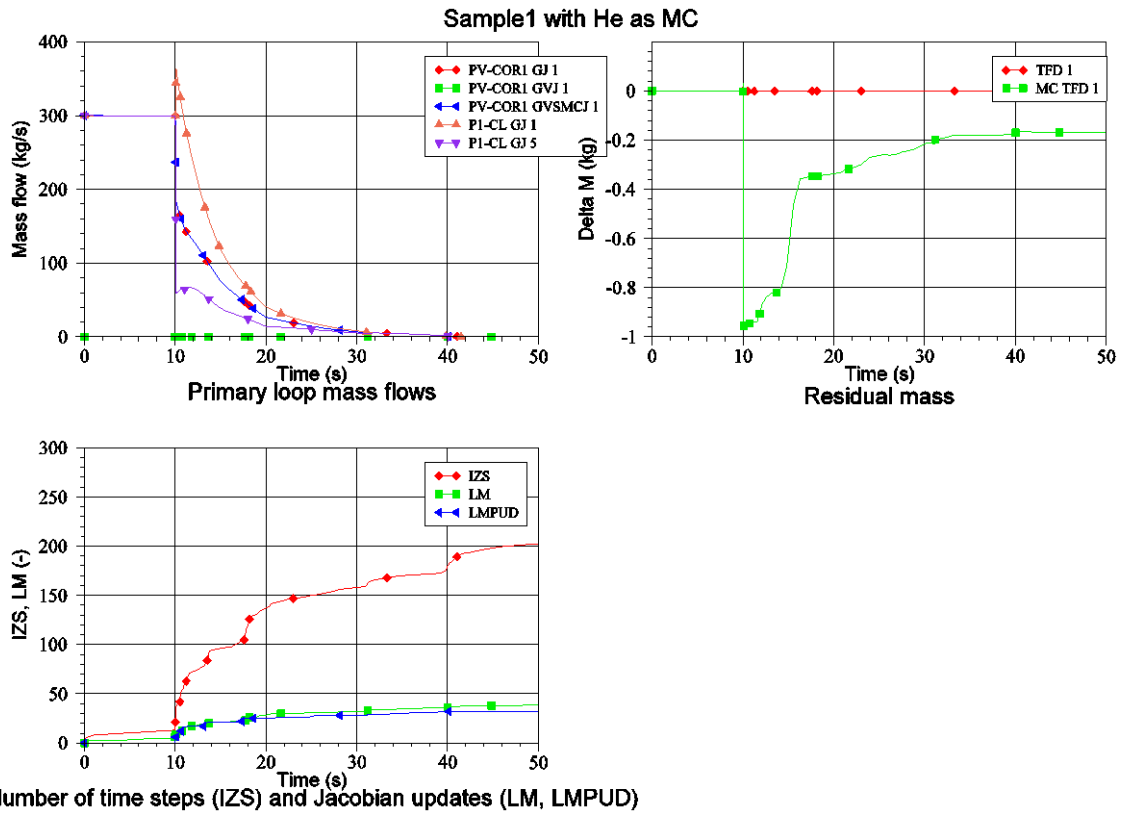 Sample1 with He as MC
400
300
200
100
0
Mass flow (kg/s)
PV-COR1 GJ 1
PV-COR1 GVJ 1
PV-COR1 GVSMCJ 1
P1-CL GJ 1
P1-CL GJ 5
0 10 20 30 40 50
Time (s)
Primary loop mass flows
0
-0.2
-0.4
-0.6
-0.8
-1
Delta M (kg)
TFD 1
MC TFD 1
0 10 20 30 40 50
Time (s)
Residual mass
300
250
200
150
100
50
0
IZS, LM (-)
IZS
LM
LMPUD
0 10 20 30 40 50
Time (s)
umber of time steps (IZS) and Jacobian updates (LM, LMPUD)